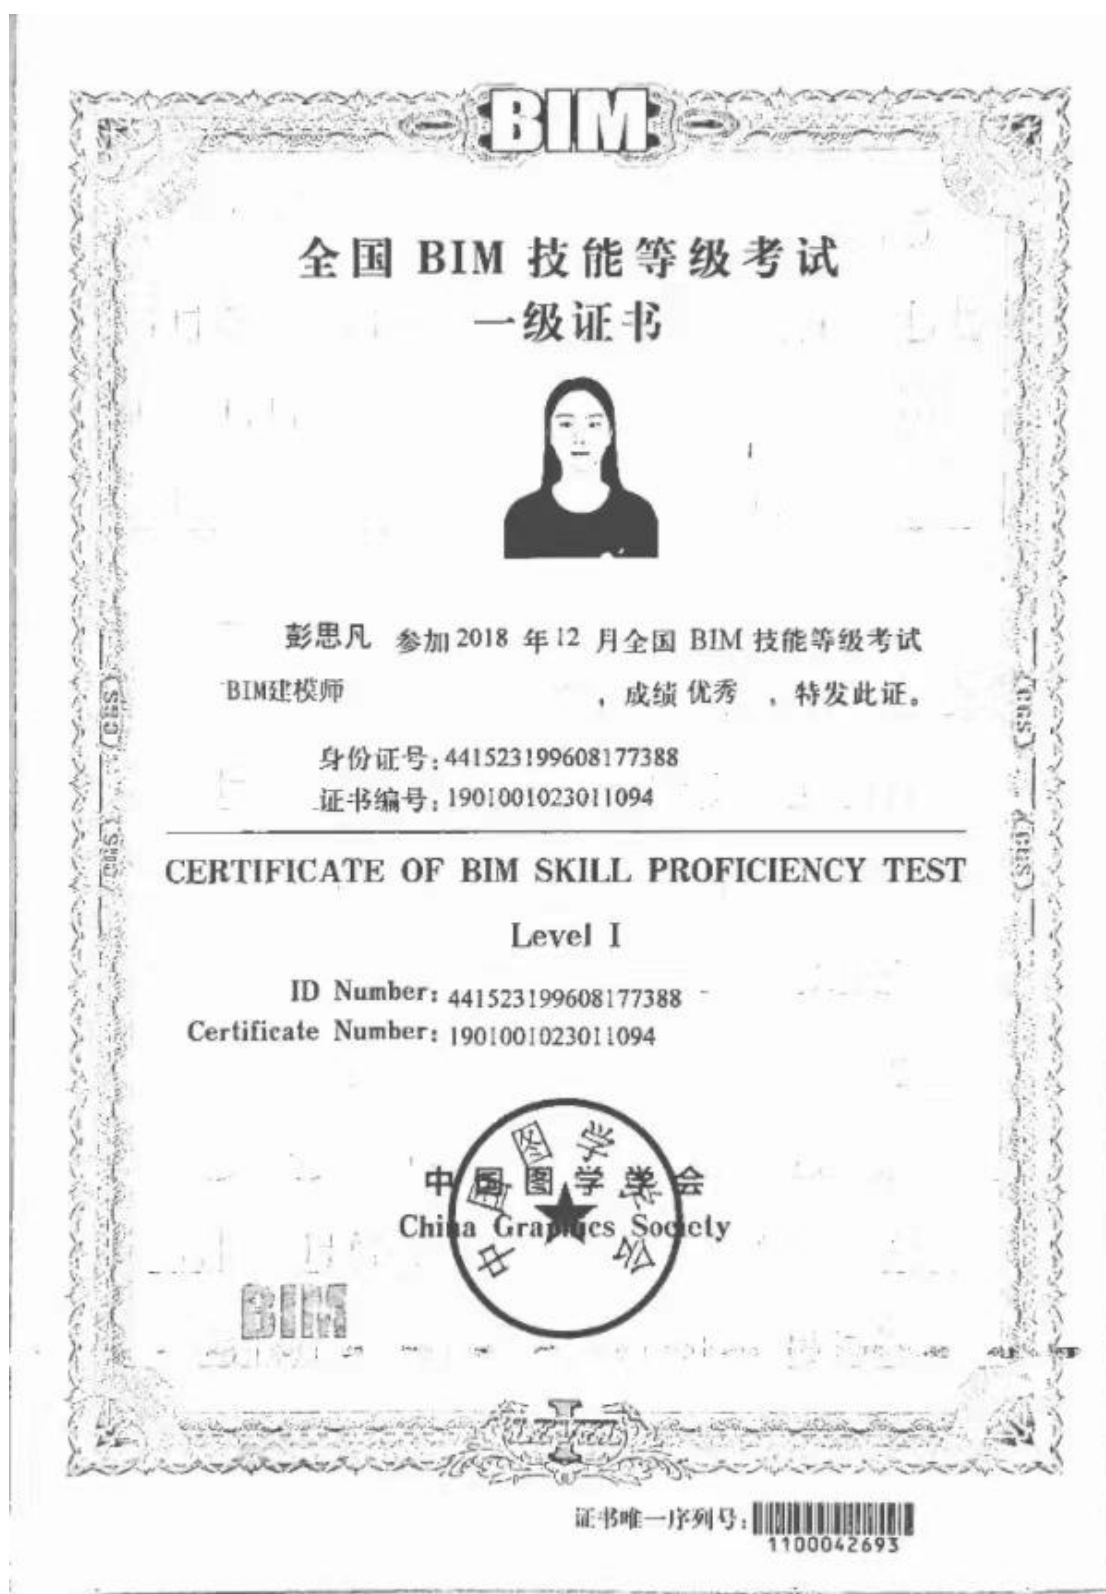 BIM
全国 BIM 技能等级考试
一级证书
彭思凡 参加 2018 年 12 月全国 BIM 技能等级考试
BIM建模师 ，成绩 优秀 ，特发此证。
身份证号：441523199608177388
证书编号：1901001023011094
CERTIFICATE OF BIM SKILL PROFICIENCY TEST
Level I
ID Number: 441523199608177388
Certificate Number: 1901001023011094
中国图学学会
中国图学学会
China Graphics Society
BIM
证书唯一序列号：
1100042693